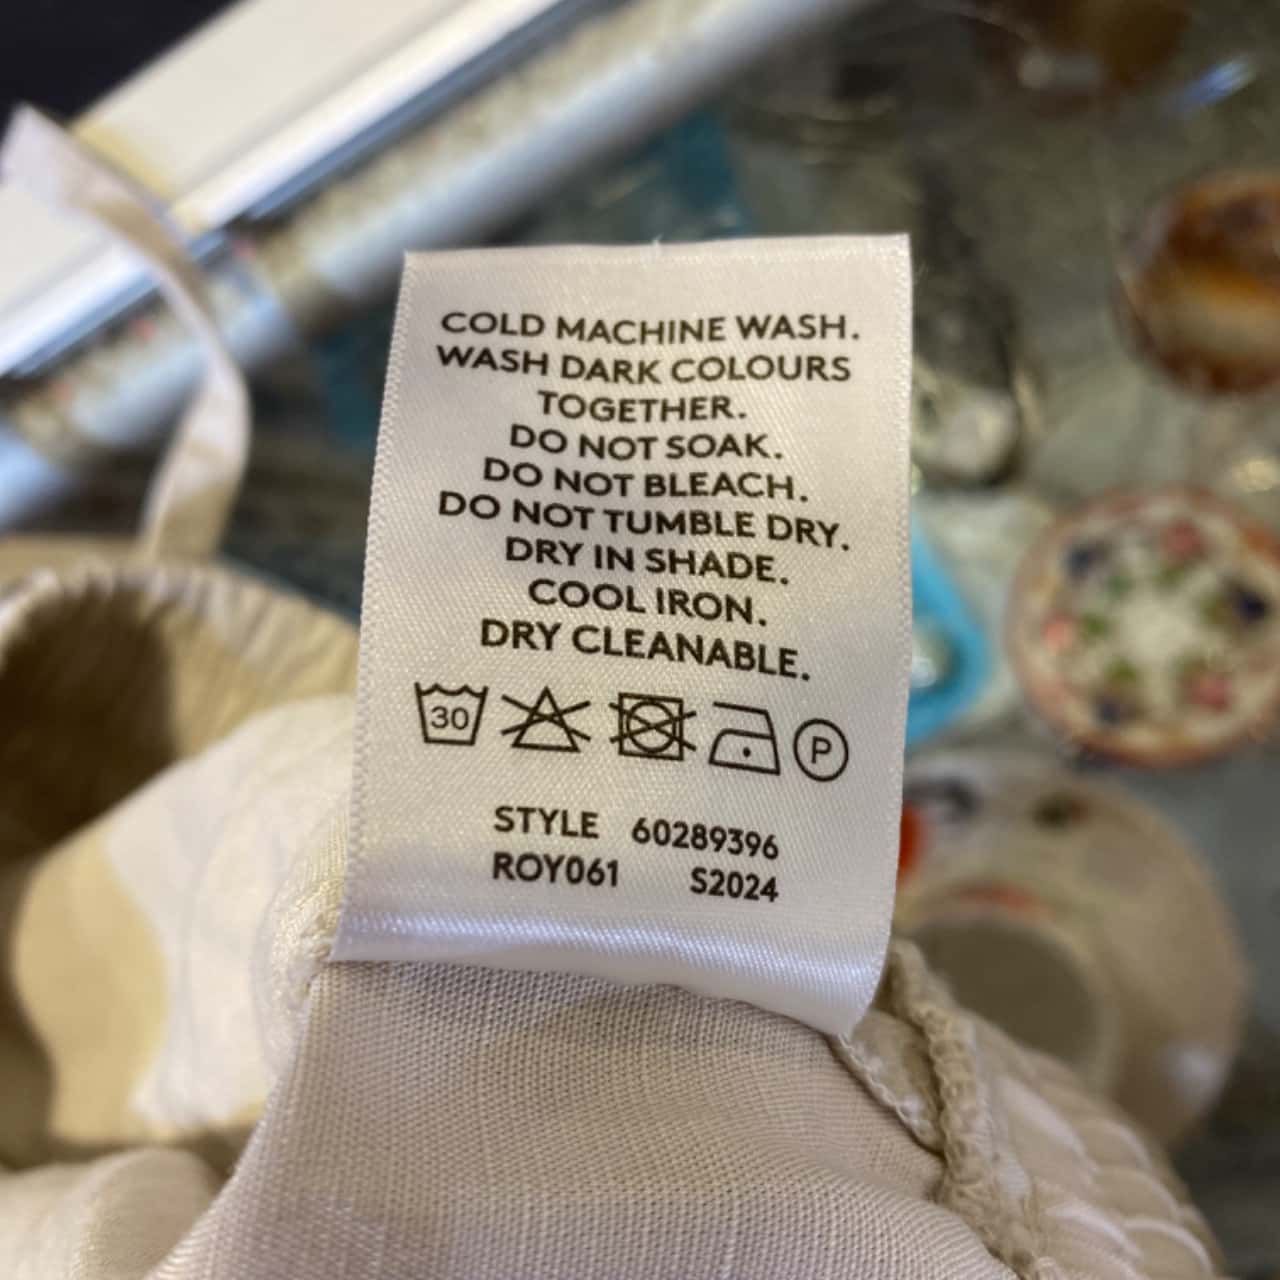 COLD MACHINE WASH.
WASH DARK COLOURS
TOGETHER.
DO NOT SOAK.
DO NOT BLEACH.
DO NOT TUMBLE DRY.
DRY IN SHADE.
COOL IRON.
DRY CLEANABLE.
30 P
STYLE 60289396
ROY061 S2024